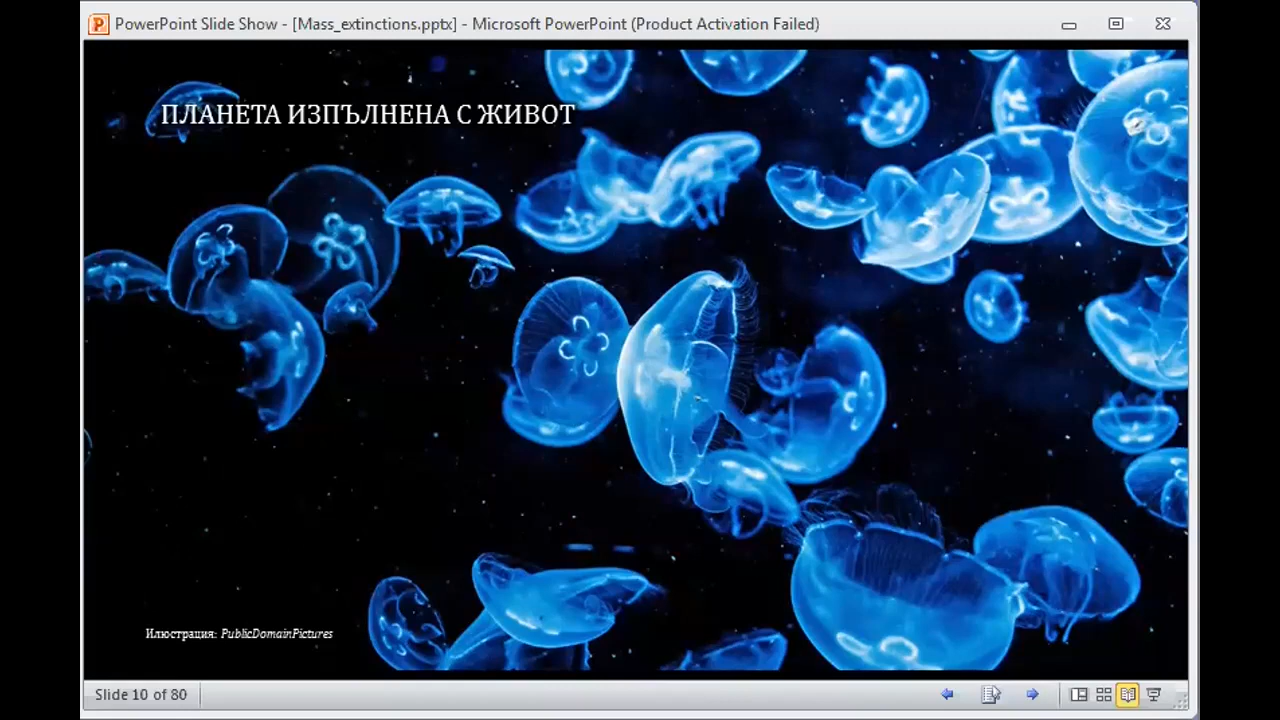 PowerPoint Slide Show - [Mass_extinctions.pptx] - Microsoft PowerPoint (Product Activation Failed)
ПЛАНЕТА ИЗПЪЛНЕНА С ЖИВОТ
Илюстрация: PublicDomainPictures
Slide 10 of 80